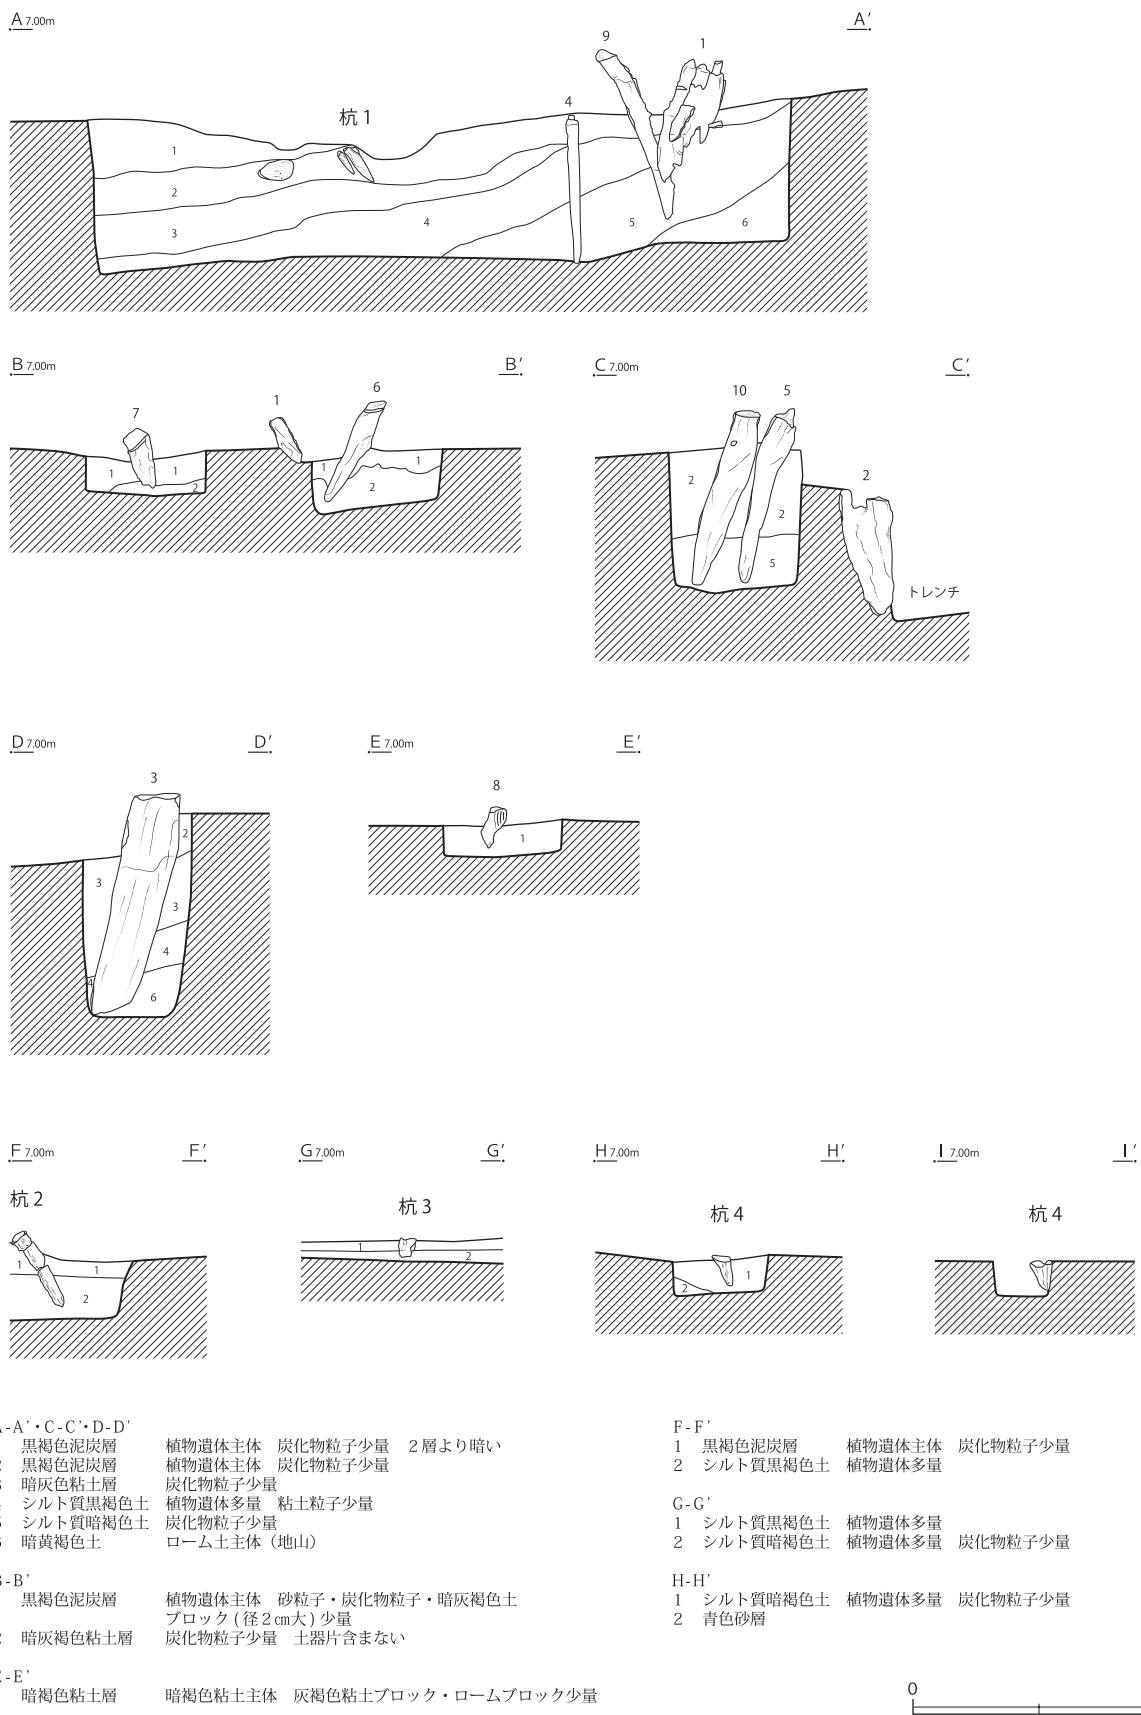 A 7.00m A′
9
1
4
杭1
1
2
3
4
5
6
B 7.00m B′
C 7.00m C′
7
1
6
1
1
2
1
1
2
10
5
2
2
2
5
トレンチ
D 7.00m D′
E 7.00m E′
3
2
3
3
4
4
6
8
1
F 7.00m F′
G 7.00m G′
H 7.00m H′
I 7.00m I′
杭2
杭3
杭4
杭4
1
1
2
1
2
1
2
A-A'・C-C'・D-D'
黒褐色泥炭層 植物遺体主体 炭化物粒子少量 2層より暗い
黒褐色泥炭層 植物遺体主体 炭化物粒子少量
暗灰色粘土層 炭化物粒子少量
シルト質黒褐色土 植物遺体多量 粘土粒子少量
シルト質暗褐色土 炭化物粒子少量
暗黄褐色土 ローム土主体（地山）
B-B'
黒褐色泥炭層 植物遺体主体 砂粒子・炭化物粒子・暗灰褐色土
ブロック(径2㎝大)少量
暗灰褐色粘土層 炭化物粒子少量 土器片含まない
E-E'
暗褐色粘土層 暗褐色粘土主体 灰褐色粘土ブロック・ロームブロック少量
F-F'
1 黒褐色泥炭層 植物遺体主体 炭化物粒子少量
2 シルト質黒褐色土 植物遺体多量
G-G'
1 シルト質黒褐色土 植物遺体多量
2 シルト質暗褐色土 植物遺体多量 炭化物粒子少量
H-H'
1 シルト質暗褐色土 植物遺体多量 炭化物粒子少量
2 青色砂層
0